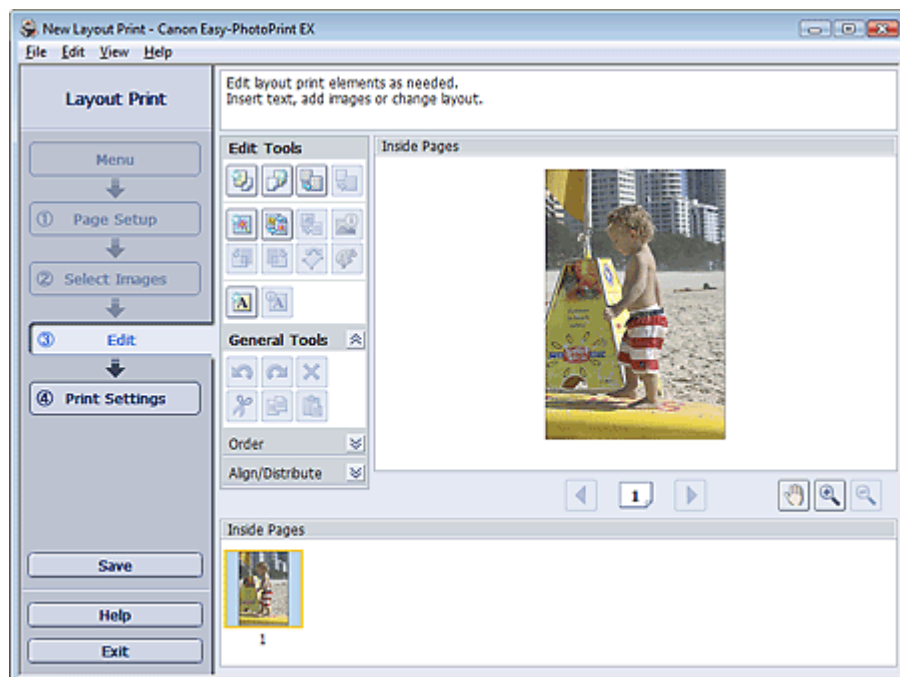 New Layout Print - Canon Easy-PhotoPrint EX
File Edit View Help
Layout Print
Edit layout print elements as needed.
Insert text, add images or change layout.
Menu
① Page Setup
② Select Images
③ Edit
④ Print Settings
Save
Help
Exit
Edit Tools
A
A
General Tools
Order
Align/Distribute
Inside Pages
1
Inside Pages
1